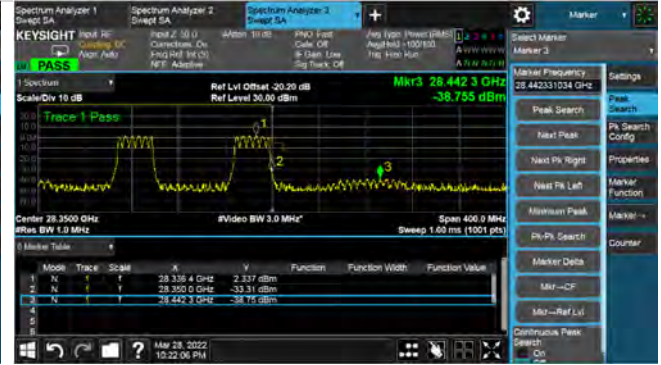 Spectrum Analyzer 1
Swept SA
Spectrum Analyzer 2
Swept SA
Spectrum Analyzer 3
Swept SA
+
Marker
KEYSIGHT Input: RF
Coupling: DC
Align: Auto
Input Z: 50 Ω
Corrections: On
Freq Ref: Int (S)
NFE: Adaptive
Atten: 10 dB
PNO: Fast
Gate: Off
IF Gain: Low
Sig Track: Off
Avg Type: Power (RMS)
Avg|Hold: >100/100
Trig: Free Run
PASS
Select Marker
Marker 3
1 Spectrum
Scale/Div 10 dB
Ref Lvl Offset -20.20 dB
Ref Level 30.00 dBm
Mkr3 28.442 3 GHz
-38.755 dBm
Trace 1 Pass
1
2
3
Center 28.3500 GHz
#Res BW 1.0 MHz
#Video BW 3.0 MHz*
Span 400.0 MHz
Sweep 1.00 ms (1001 pts)
Marker Table
Mode Trace Scale X Y Function Function Width Function Value
1 N 1 f 28.336 4 GHz 2.337 dBm
2 N 1 f 28.350 0 GHz -33.31 dBm
3 N 1 f 28.442 3 GHz -38.75 dBm
4
5
6
Marker Frequency
28.442331034 GHz
Peak Search
Next Peak
Next Pk Right
Next Pk Left
Minimum Peak
Pk-Pk Search
Marker Delta
Mkr→CF
Mkr→Ref Lvl
Continuous Peak
Search
On
Off
Settings
Peak
Search
Pk Search
Config
Properties
Marker
Function
Marker→
Counter
?
Mar 28, 2022
10:22:06 PM